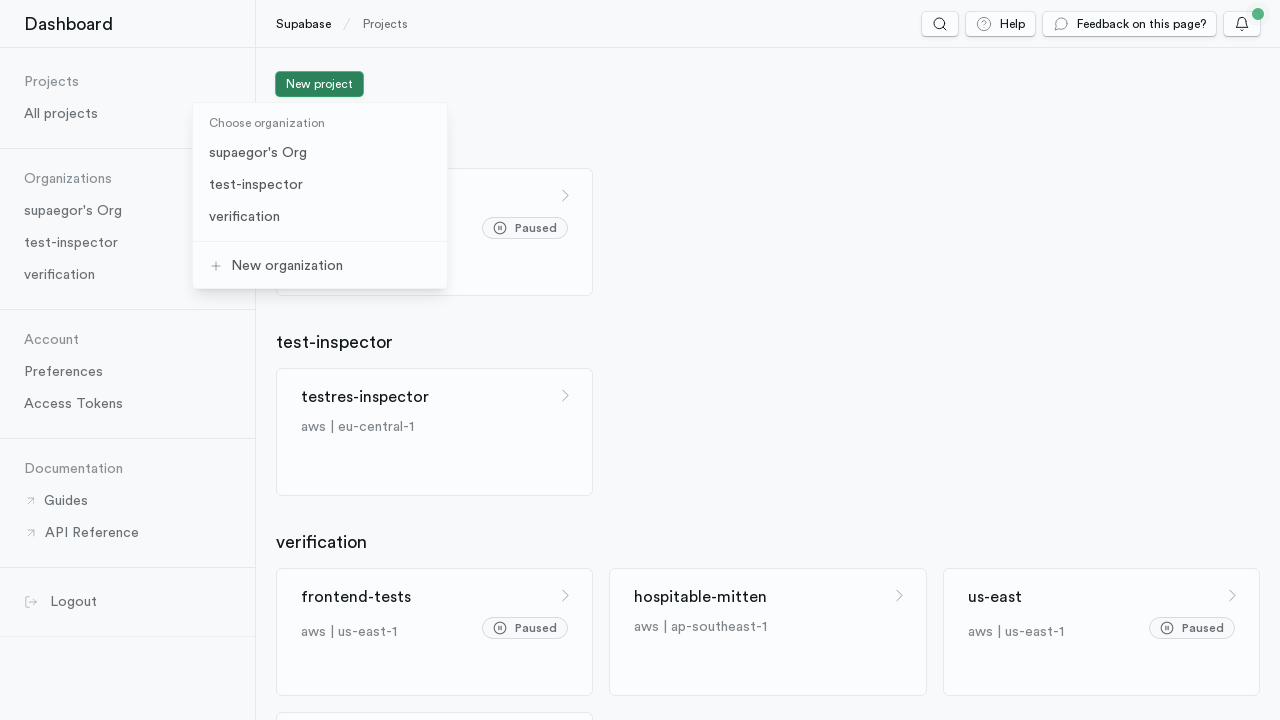 Dashboard
Supabase
Projects
Help
Feedback on this page?
Projects
All projects
Organizations
supaegor's Org
test-inspector
verification
Account
Preferences
Access Tokens
Documentation
Guides
API Reference
Logout
New project
Choose organization
supaegor's Org
test-inspector
verification
New organization
Paused
test-inspector
testres-inspector
aws | eu-central-1
verification
frontend-tests
aws | us-east-1
Paused
hospitable-mitten
aws | ap-southeast-1
us-east
aws | us-east-1
Paused